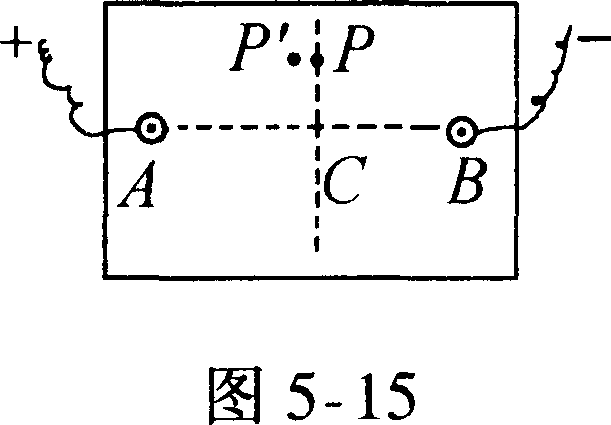 + P′ P −
A C B
图 5-15